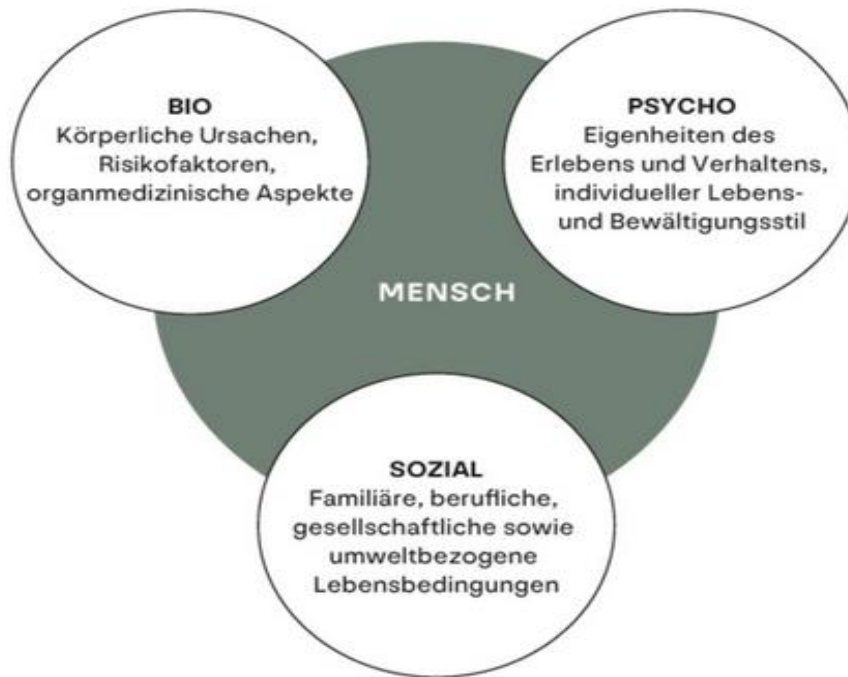 BIO
Körperliche Ursachen,
Risikofaktoren,
organmedizinische Aspekte
PSYCHO
Eigenheiten des
Erlebens und Verhaltens,
individueller Lebens-
und Bewältigungsstil
MENSCH
SOZIAL
Familiäre, berufliche,
gesellschaftliche sowie
umweltbezogene
Lebensbedingungen